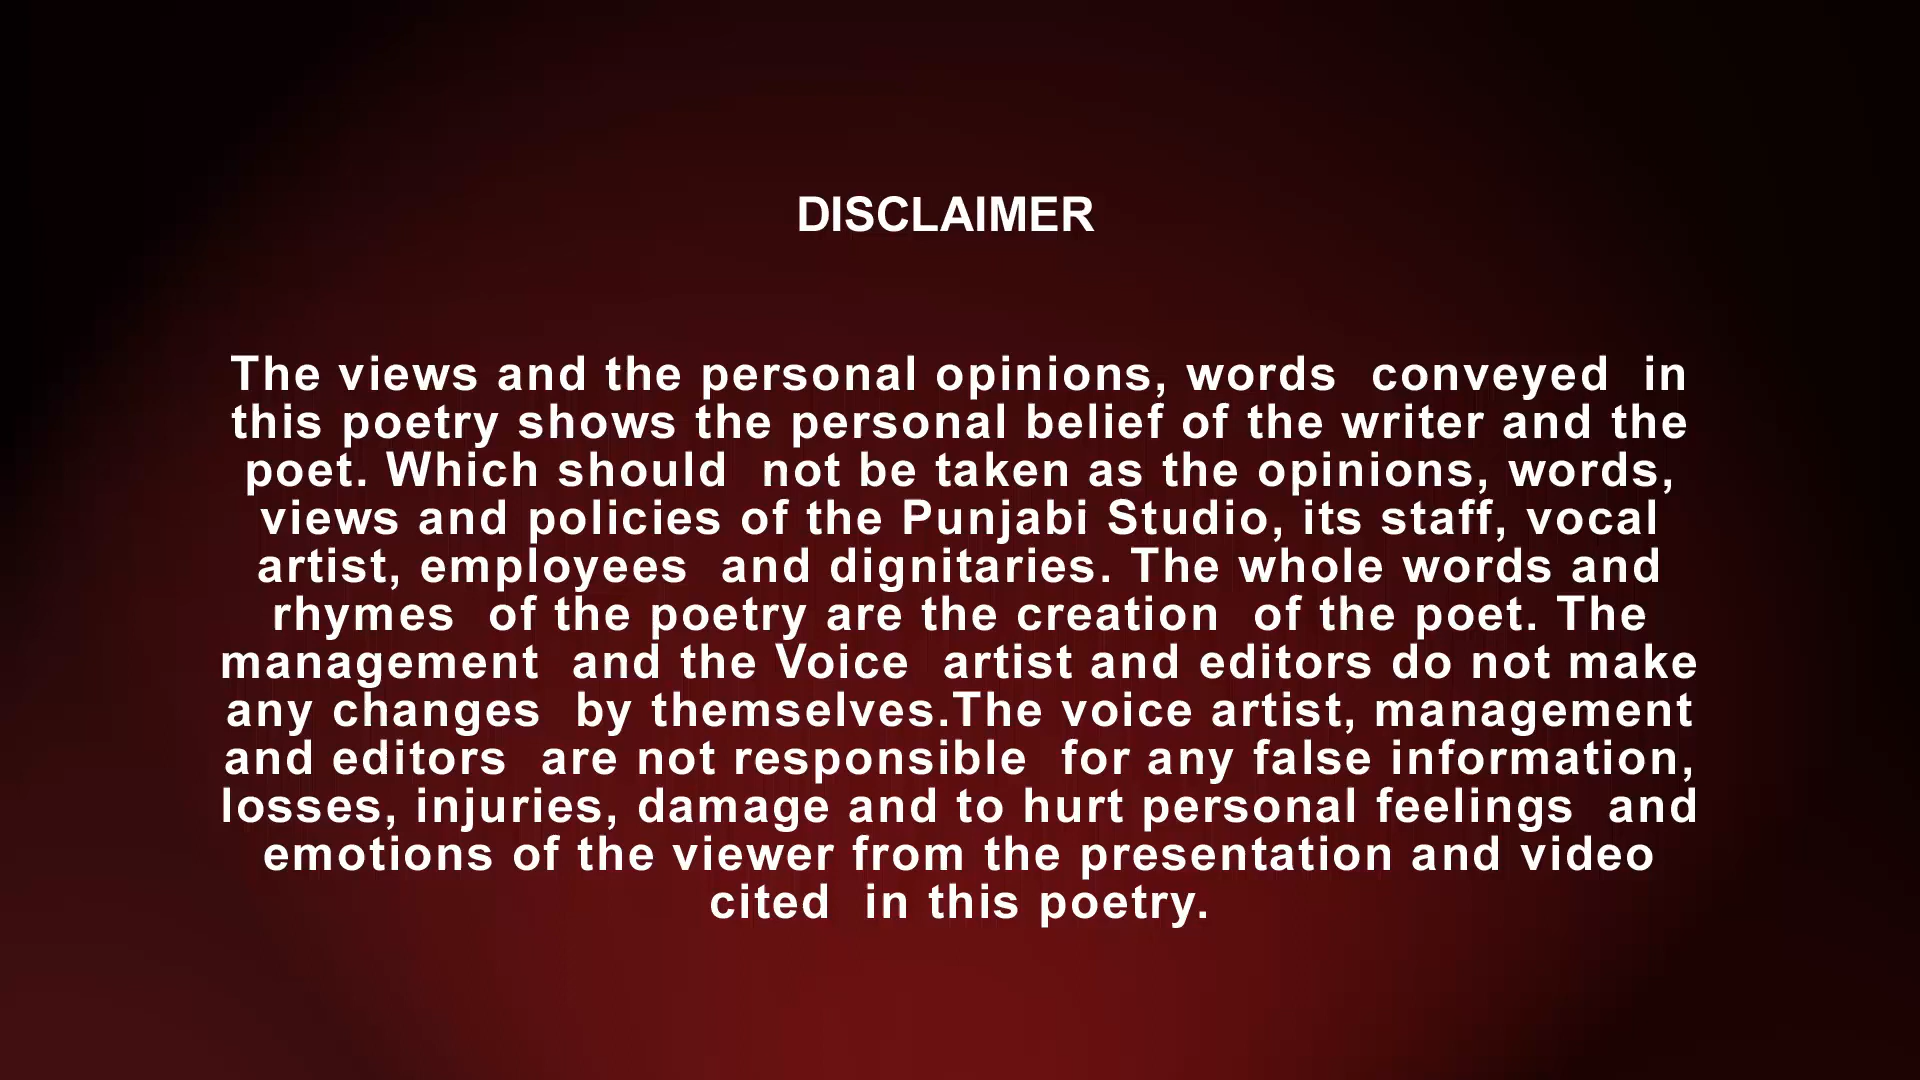 DISCLAIMER
The views and the personal opinions, words conveyed in
this poetry shows the personal belief of the writer and the
poet. Which should not be taken as the opinions, words,
views and policies of the Punjabi Studio, its staff, vocal
artist, employees and dignitaries. The whole words and
rhymes of the poetry are the creation of the poet. The
management and the Voice artist and editors do not make
any changes by themselves.The voice artist, management
and editors are not responsible for any false information,
losses, injuries, damage and to hurt personal feelings and
emotions of the viewer from the presentation and video
cited in this poetry.